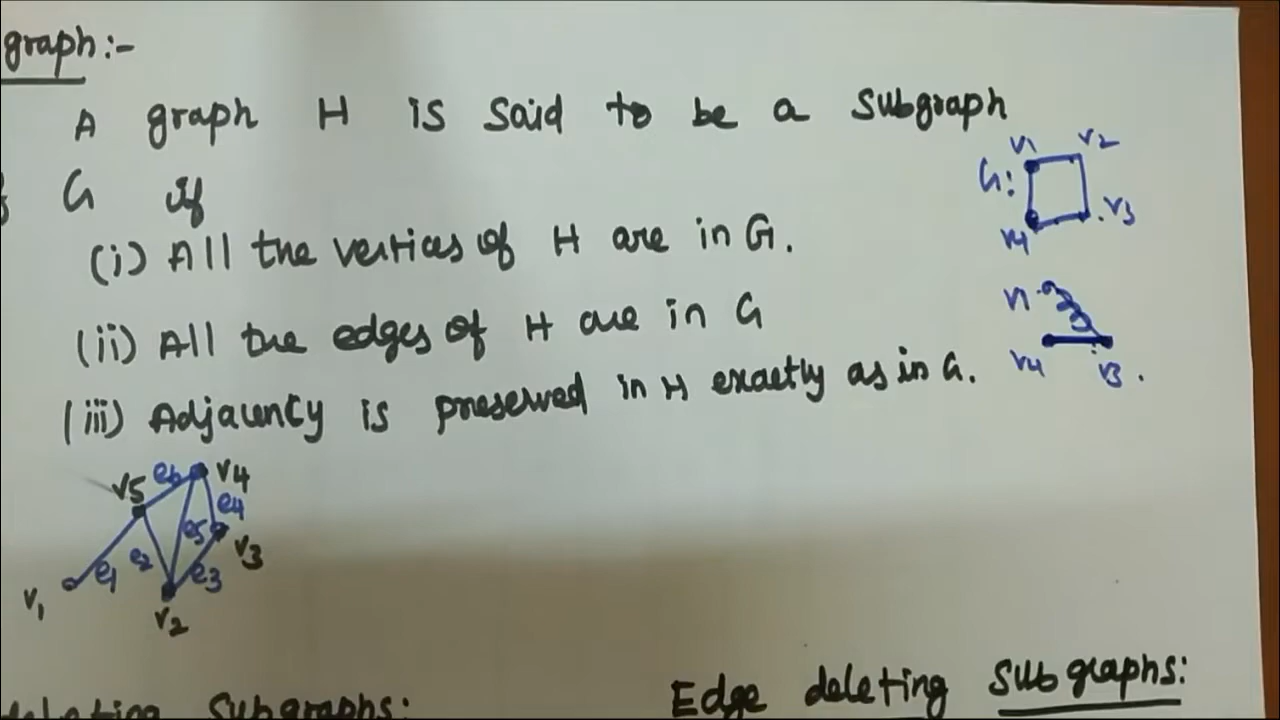 graph:-
A graph H is said to be a subgraph
G if
(i) All the vertices of H are in G.
(ii) All the edges of H are in G
(iii) Adjacency is preserved in H exactly as in G.
G:
v1 v2
v4 v3
v1
v4 v3.
v5 e6 v4
e4
e5
v3
e1 e2 e3
v1
v2
Subgraphs:
Edge deleting subgraphs: